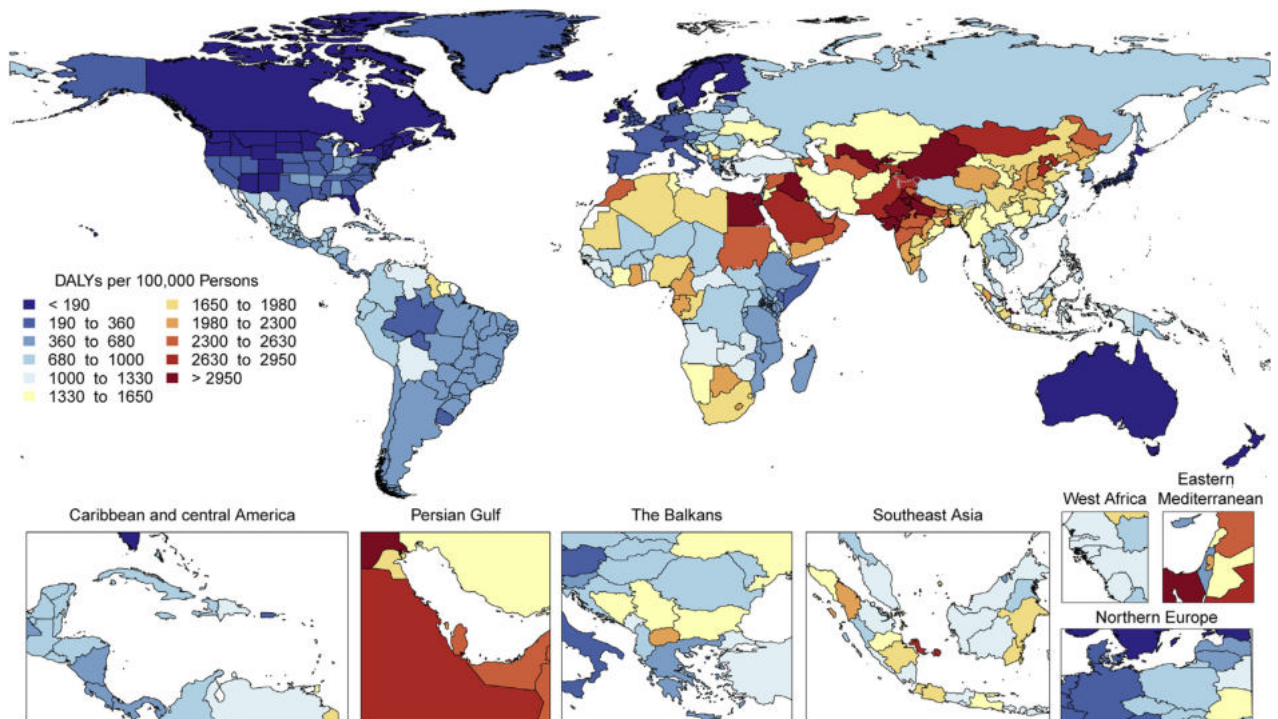 DALYs per 100,000 Persons
< 190
190 to 360
360 to 680
680 to 1000
1000 to 1330
1330 to 1650
1650 to 1980
1980 to 2300
2300 to 2630
2630 to 2950
> 2950
Caribbean and central America
Persian Gulf
The Balkans
Southeast Asia
West Africa
Eastern
Mediterranean
Northern Europe